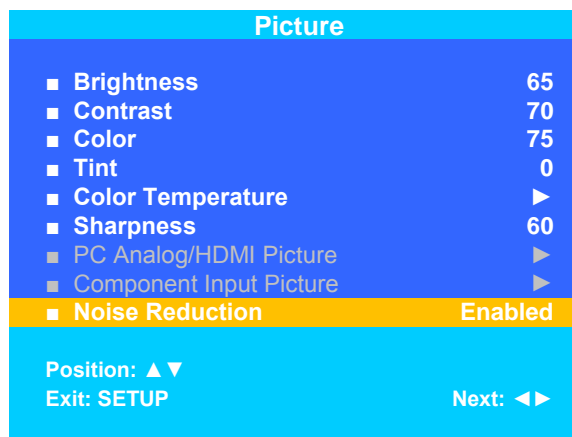 Picture
■ Brightness 65
■ Contrast 70
■ Color 75
■ Tint 0
■ Color Temperature ►
■ Sharpness 60
■ PC Analog/HDMI Picture ►
■ Component Input Picture ►
■ Noise Reduction Enabled
Position: ▲▼
Exit: SETUP Next: ◄►